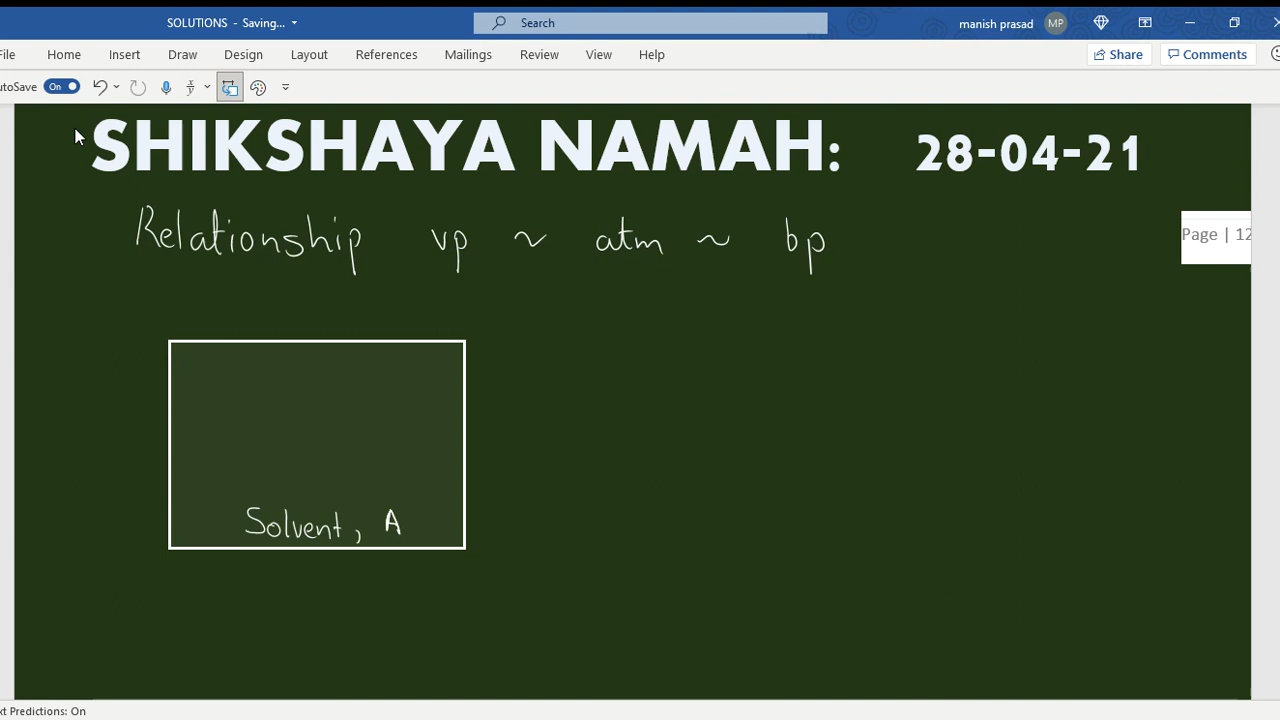 SOLUTIONS - Saving...
Search
manish prasad MP
File Home Insert Draw Design Layout References Mailings Review View Help Share Comments
AutoSave On
SHIKSHAYA NAMAH: 28-04-21
Relationship vp ~ atm ~ bp
Page | 12
Solvent, A
xt Predictions: On